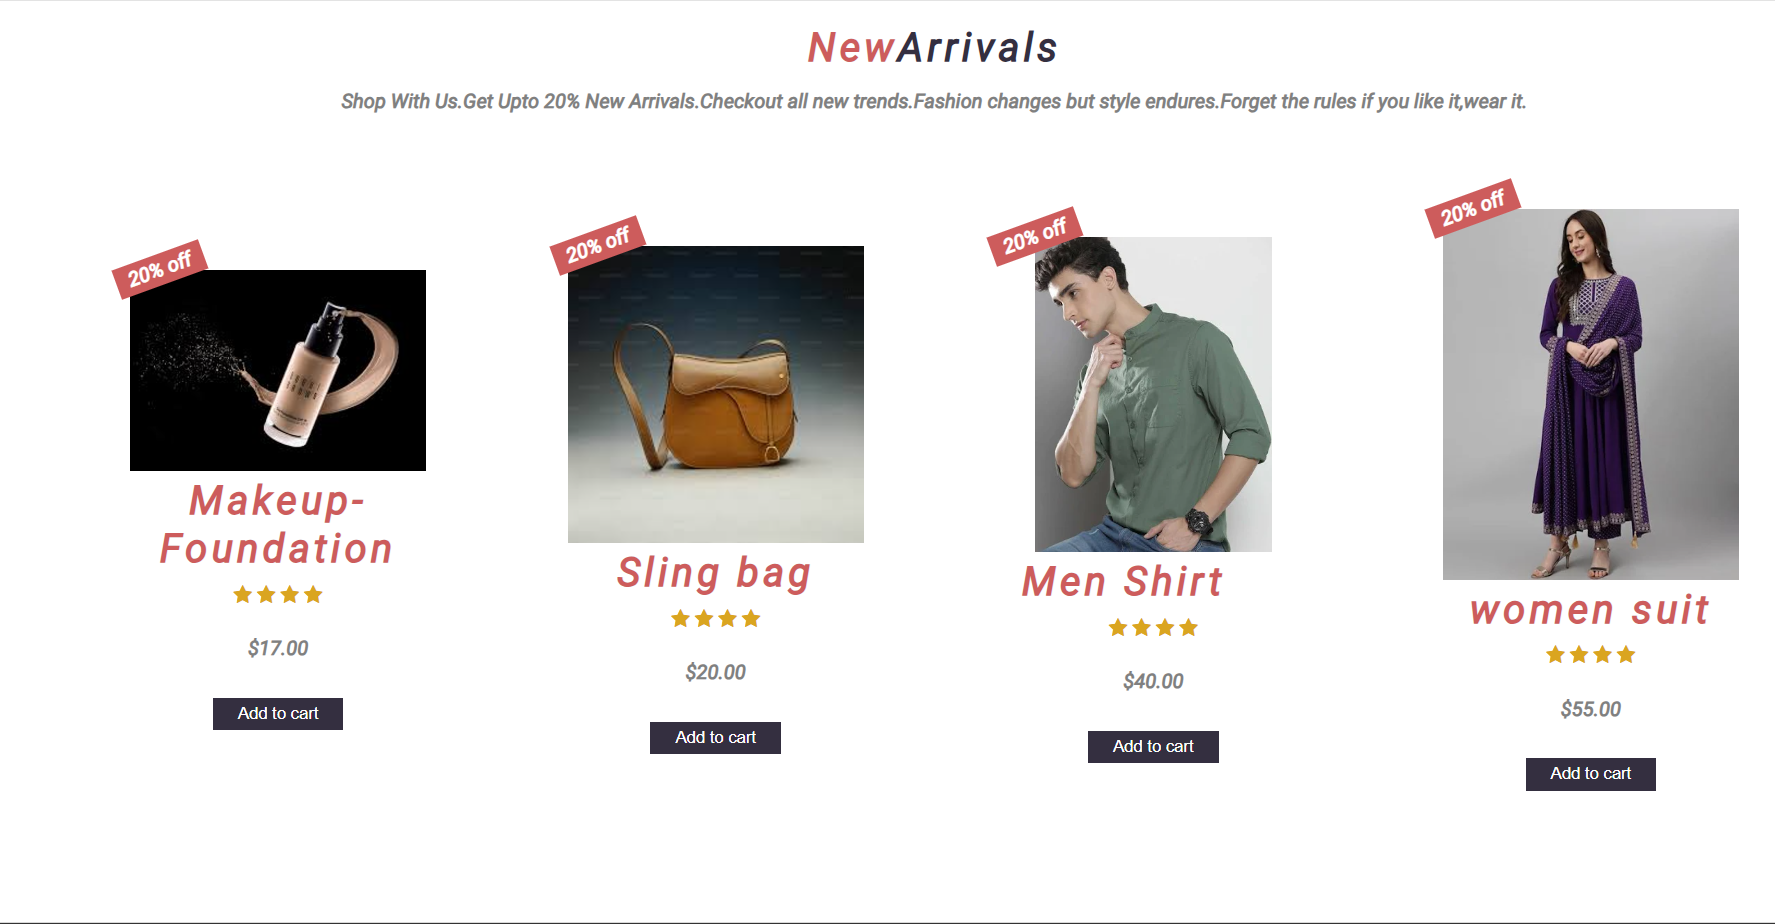 NewArrivals
Shop With Us.Get Upto 20% New Arrivals.Checkout all new trends.Fashion changes but style endures.Forget the rules if you like it,wear it.
20% off
Makeup-
Foundation
$17.00
Add to cart
20% off
Sling bag
$20.00
Add to cart
20% off
Men Shirt
$40.00
Add to cart
20% off
women suit
$55.00
Add to cart